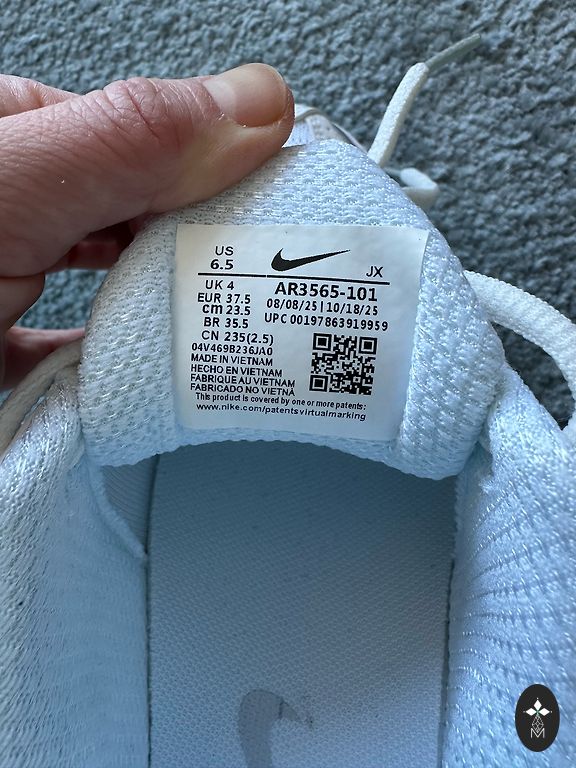 US
6.5
JX
UK 4
EUR 37.5
cm 23.5
BR 35.5
CN 235(2.5)
AR3565-101
08/08/25 | 10/18/25
UPC 00197863919959
04V469B236JA0
MADE IN VIETNAM
HECHO EN VIETNAM
FABRIQUE AU VIETNAM
FABRICADO NO VIETNÃ
This product is covered by one or more patents:
www.nike.com/patentsvirtualmarking
M